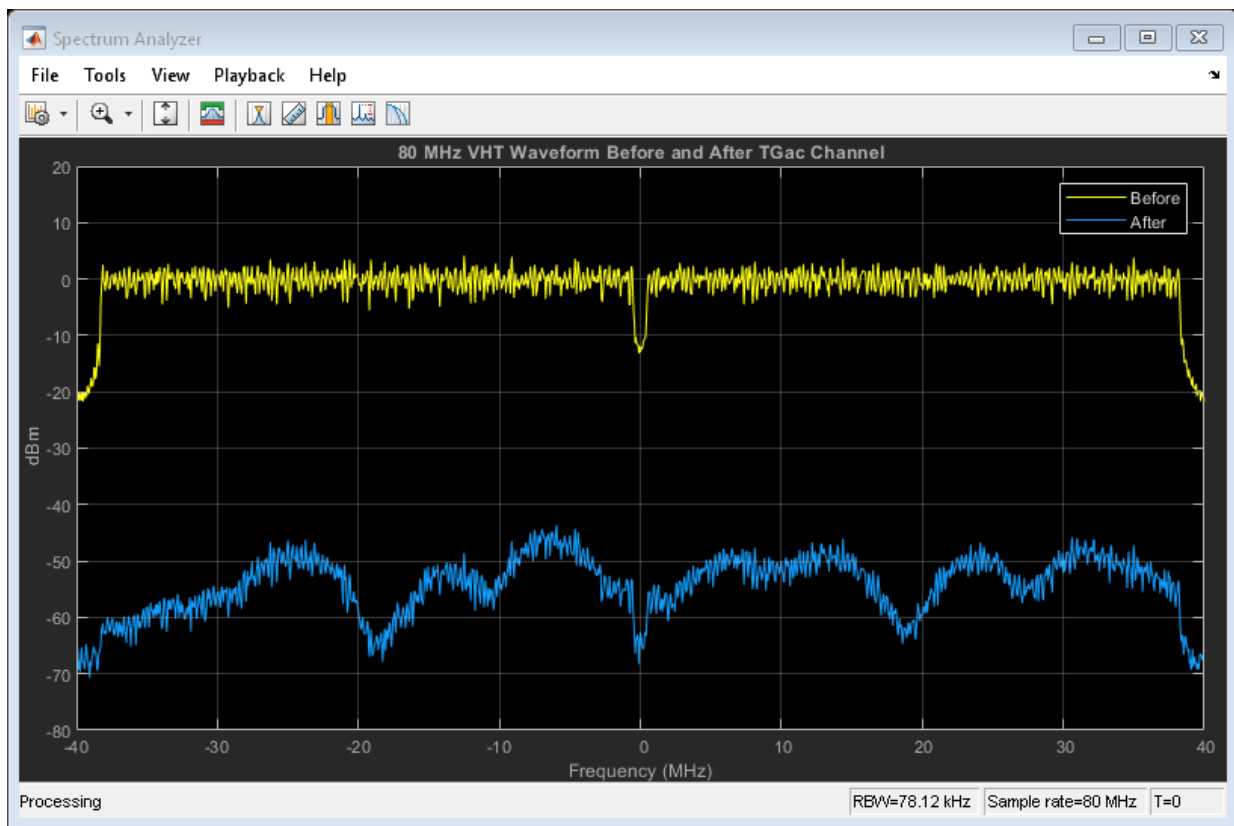 Spectrum Analyzer
File Tools View Playback Help
80 MHz VHT Waveform Before and After TGac Channel
Before
After
20
10
0
-10
-20
-30
-40
-50
-60
-70
-80
dBm
-40 -30 -20 -10 0 10 20 30 40
Frequency (MHz)
Processing RBW=78.12 kHz Sample rate=80 MHz T=0